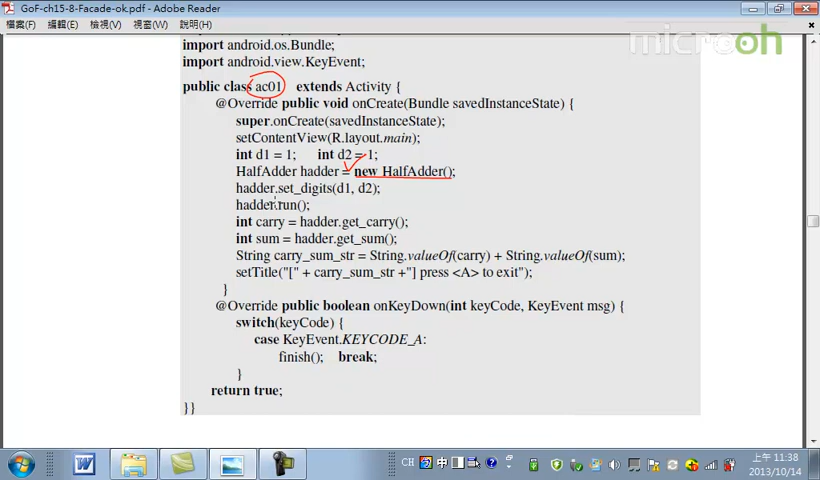 GoF-ch15-8-Facade-ok.pdf - Adobe Reader
檔案(F) 編輯(E) 檢視(V) 視窗(W) 說明(H)
microoh
import android.os.Bundle;
import android.view.KeyEvent;
public class ac01 extends Activity {
@Override public void onCreate(Bundle savedInstanceState) {
super.onCreate(savedInstanceState);
setContentView(R.layout.main);
int d1 = 1; int d2 = 1;
HalfAdder hadder = new HalfAdder();
hadder.set_digits(d1, d2);
hadder.run();
int carry = hadder.get_carry();
int sum = hadder.get_sum();
String carry_sum_str = String.valueOf(carry) + String.valueOf(sum);
setTitle("[" + carry_sum_str +"] press <A> to exit");
}
@Override public boolean onKeyDown(int keyCode, KeyEvent msg) {
switch(keyCode) {
case KeyEvent.KEYCODE_A:
finish(); break;
}
return true;
}}
CH 中
上午 11:38
2013/10/14